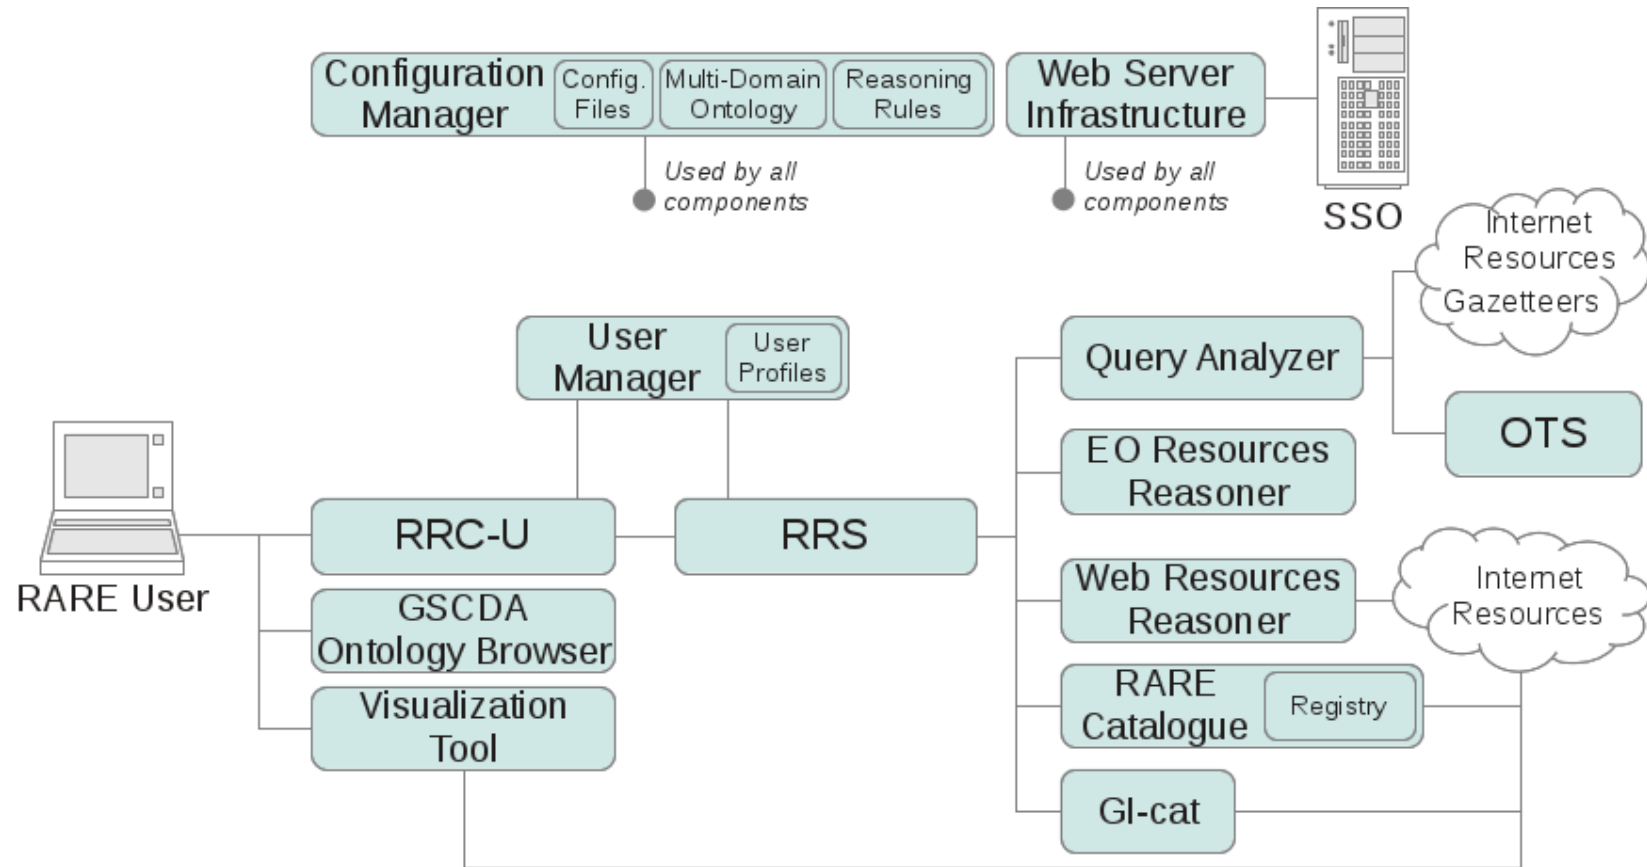 Configuration
Manager
Config.
Files
Multi-Domain
Ontology
Reasoning
Rules
Web Server
Infrastructure
Used by all
components
Used by all
components
SSO
Internet
Resources
Gazetteers
User
Manager
User
Profiles
Query Analyzer
OTS
EO Resources
Reasoner
RARE User
RRC-U
RRS
GSCDA
Ontology Browser
Visualization
Tool
Web Resources
Reasoner
Internet
Resources
RARE
Catalogue
Registry
GI-cat